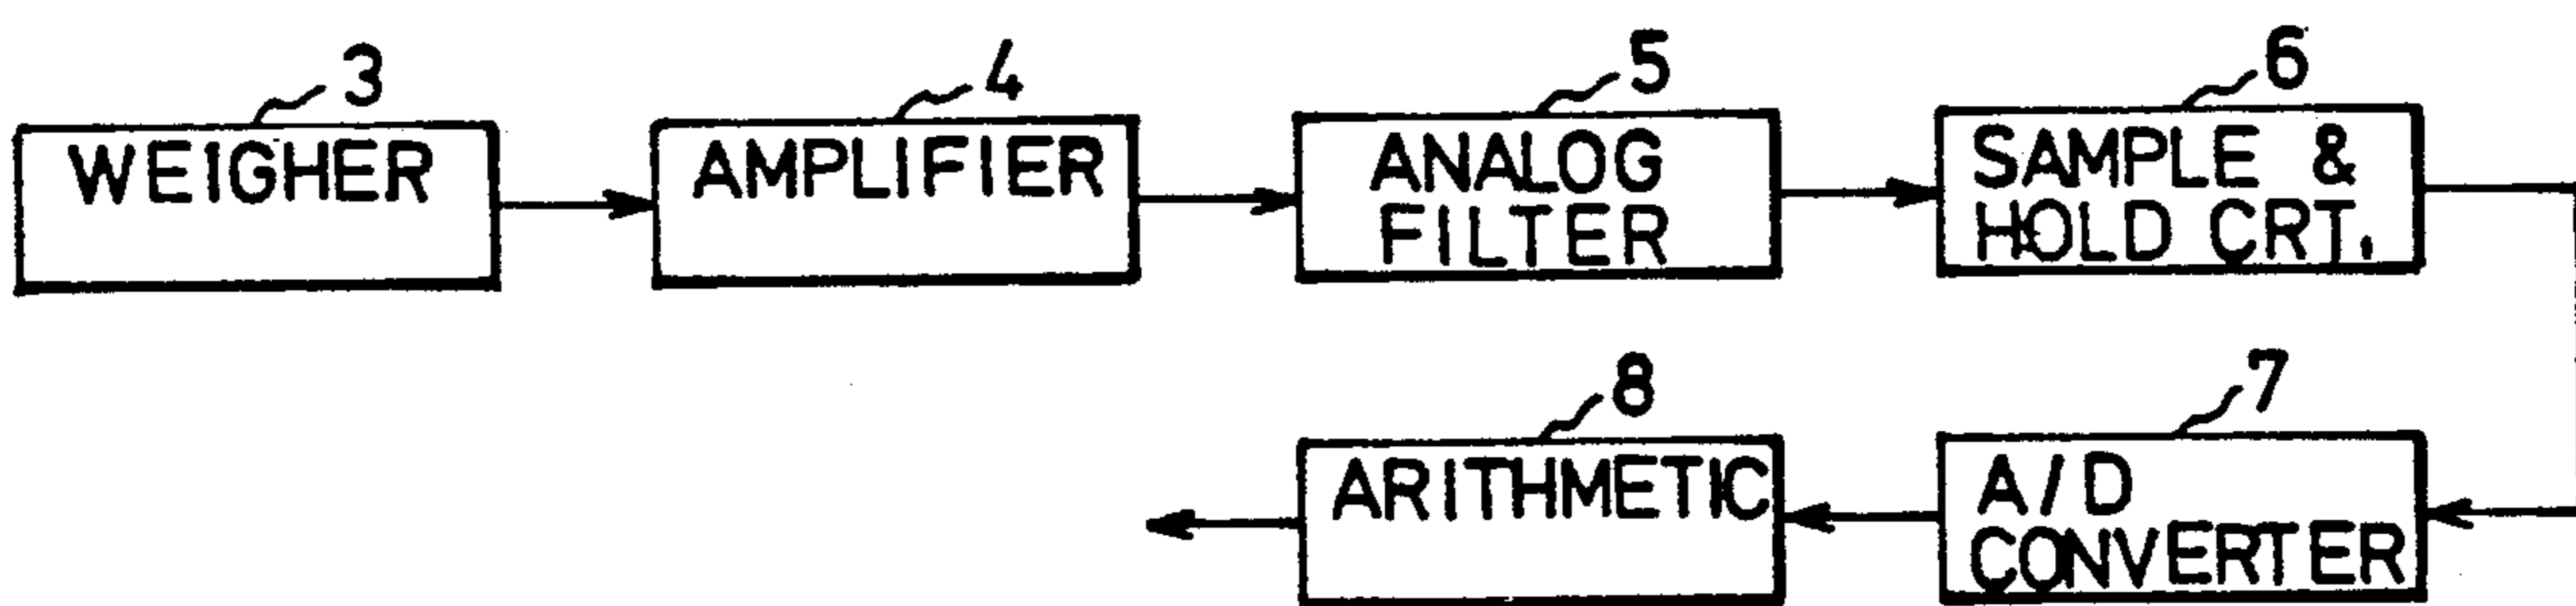 3
4
5
6
WEIGHER
AMPLIFIER
ANALOG
FILTER
SAMPLE &
HOLD CRT.
8
7
ARITHMETIC
A/D
CONVERTER